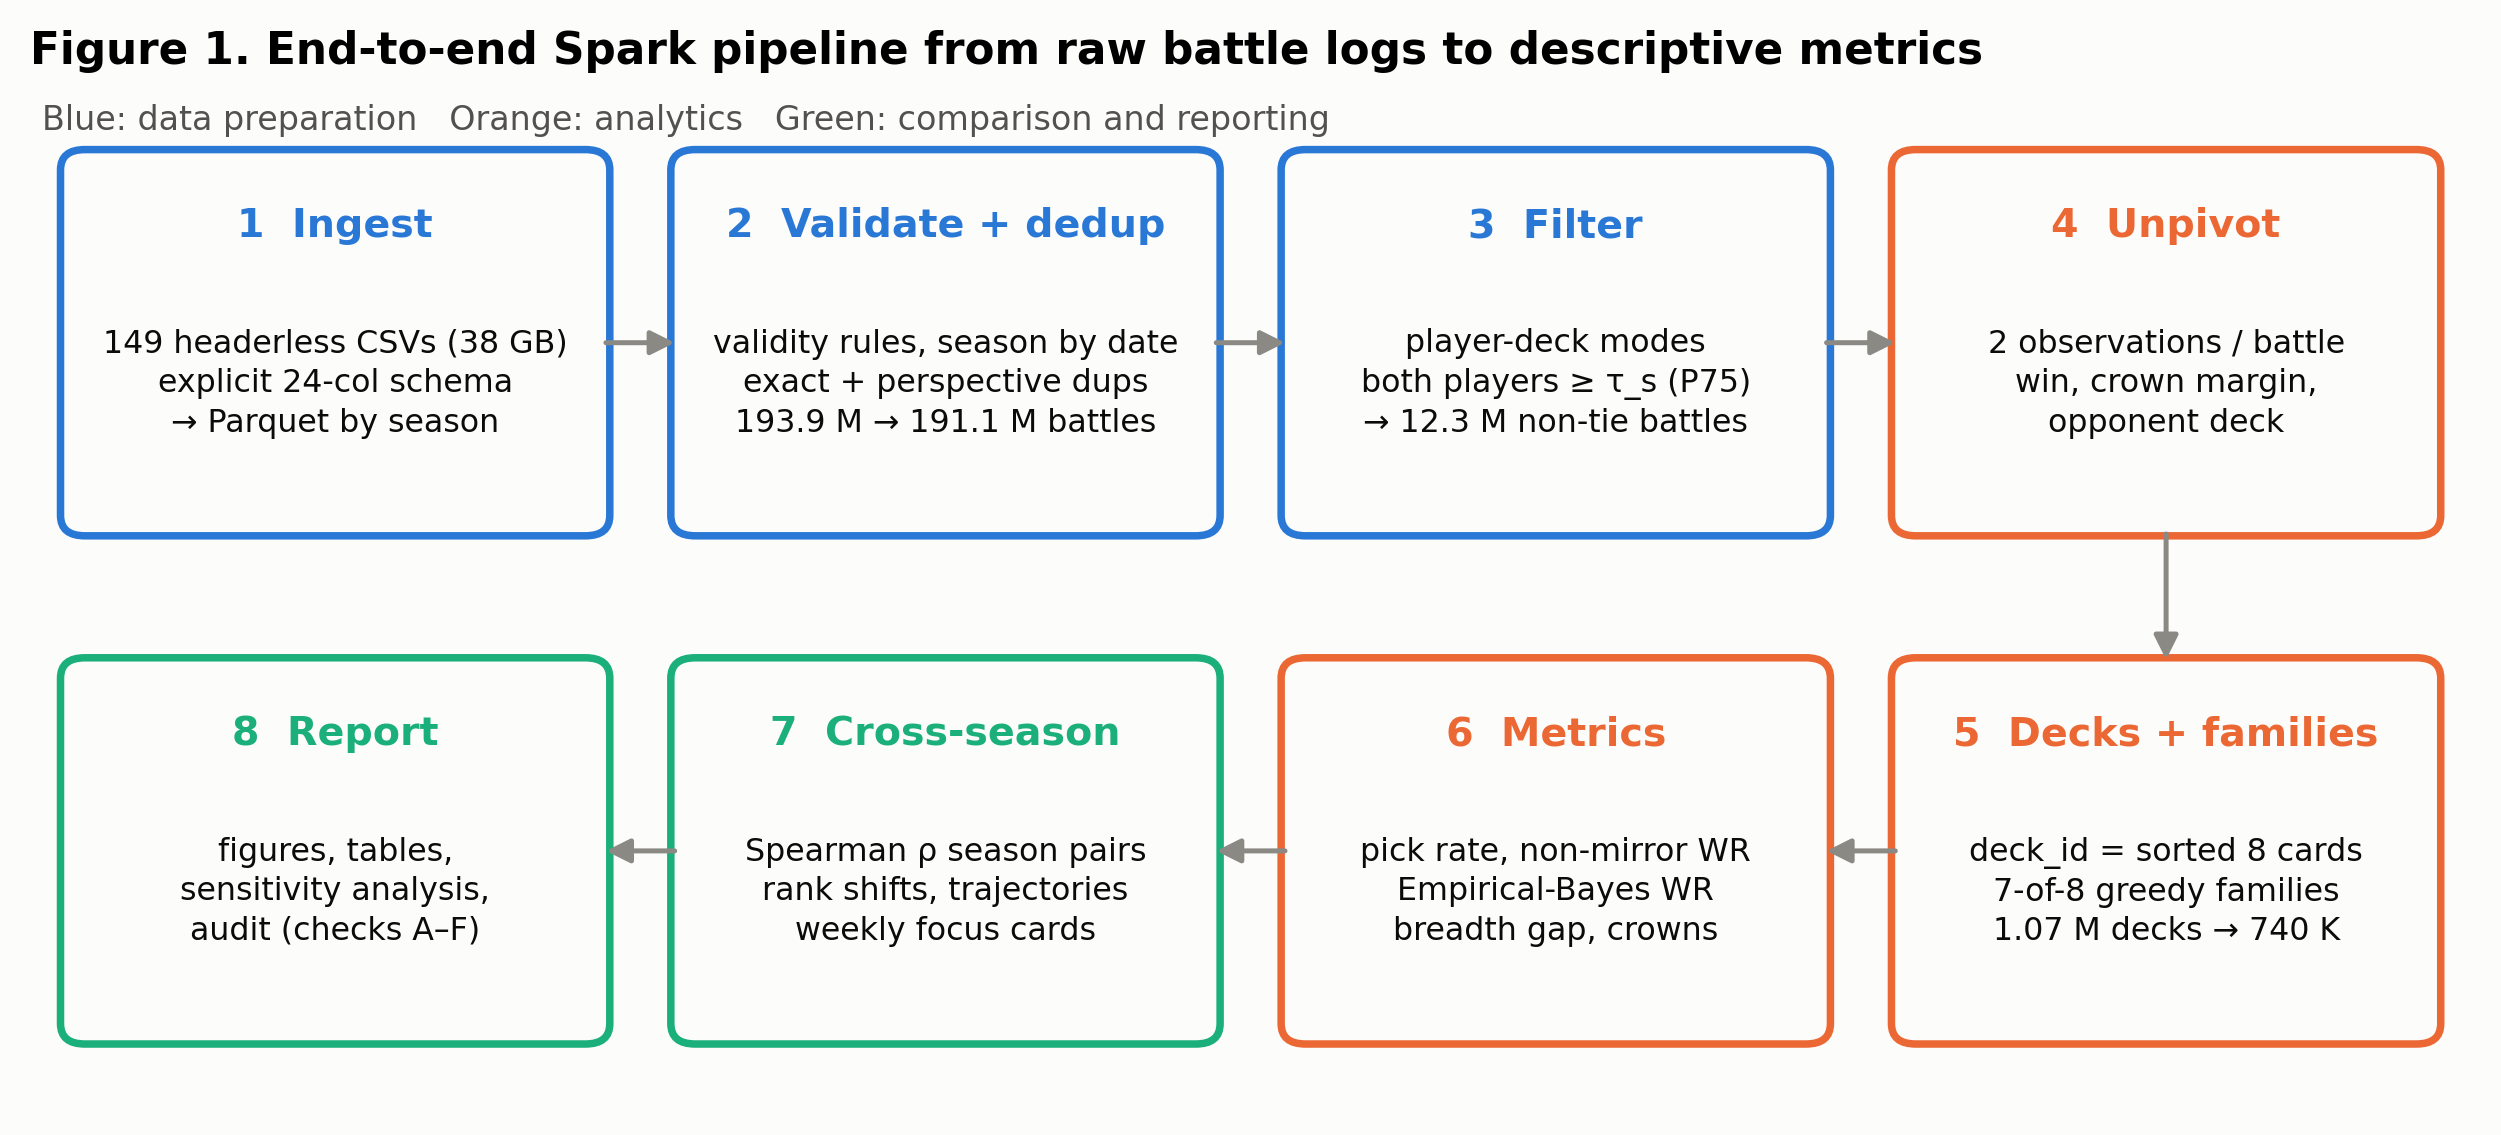 Figure 1. End-to-end Spark pipeline from raw battle logs to descriptive metrics
Blue: data preparation   Orange: analytics   Green: comparison and reporting
1  Ingest
149 headerless CSVs (38 GB)
explicit 24-col schema
→ Parquet by season
2  Validate + dedup
validity rules, season by date
exact + perspective dups
193.9 M → 191.1 M battles
3  Filter
player-deck modes
both players ≥ τ_s (P75)
→ 12.3 M non-tie battles
4  Unpivot
2 observations / battle
win, crown margin,
opponent deck
5  Decks + families
deck_id = sorted 8 cards
7-of-8 greedy families
1.07 M decks → 740 K
6  Metrics
pick rate, non-mirror WR
Empirical-Bayes WR
breadth gap, crowns
7  Cross-season
Spearman ρ season pairs
rank shifts, trajectories
weekly focus cards
8  Report
figures, tables,
sensitivity analysis,
audit (checks A–F)